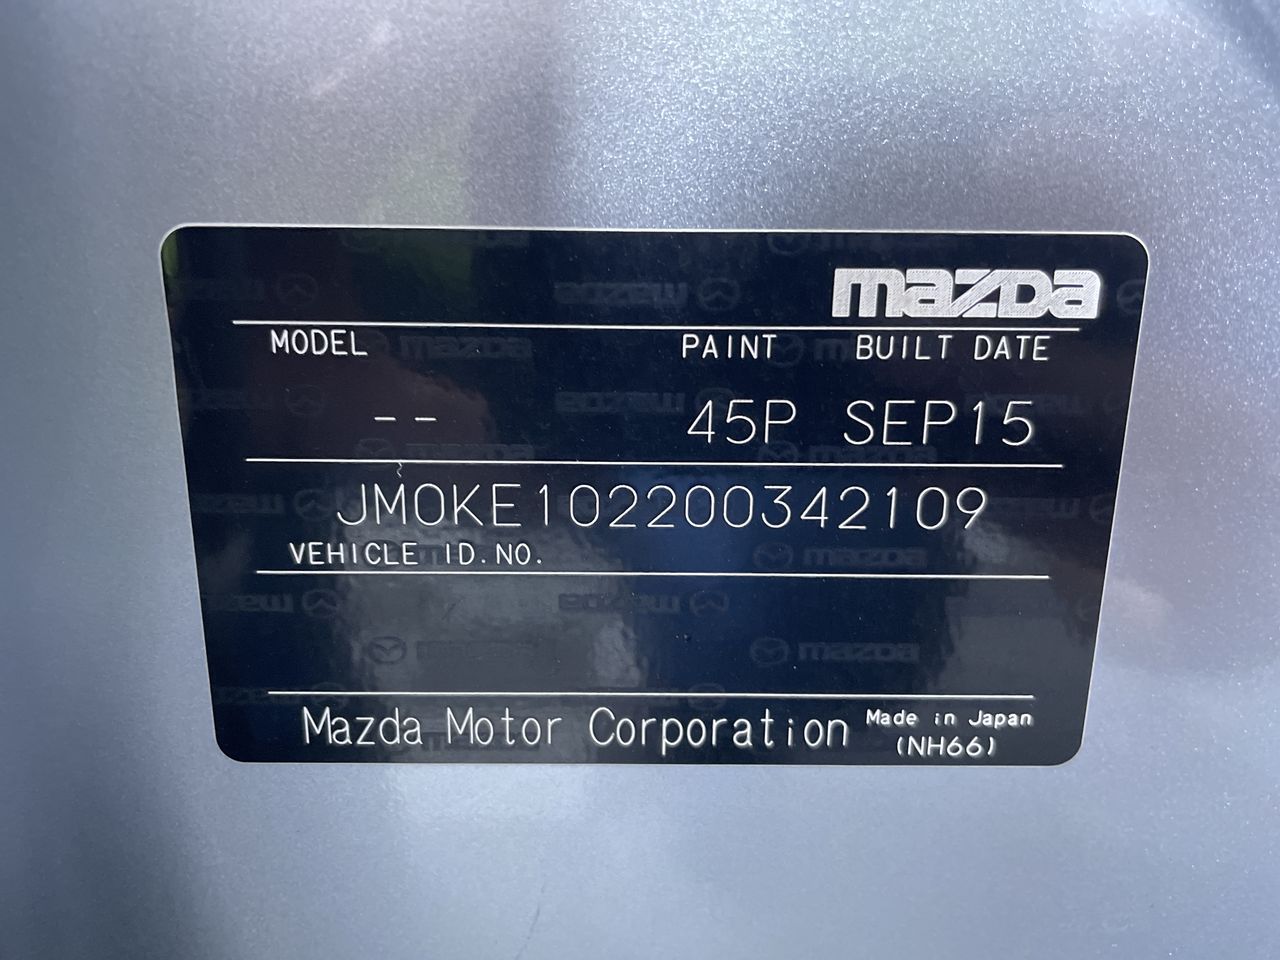 mazda
MODEL PAINT BUILT DATE
-- 45P SEP15
JM0KE102200342109
VEHICLE ID.NO.
Mazda Motor Corporation Made in Japan
(NH66)